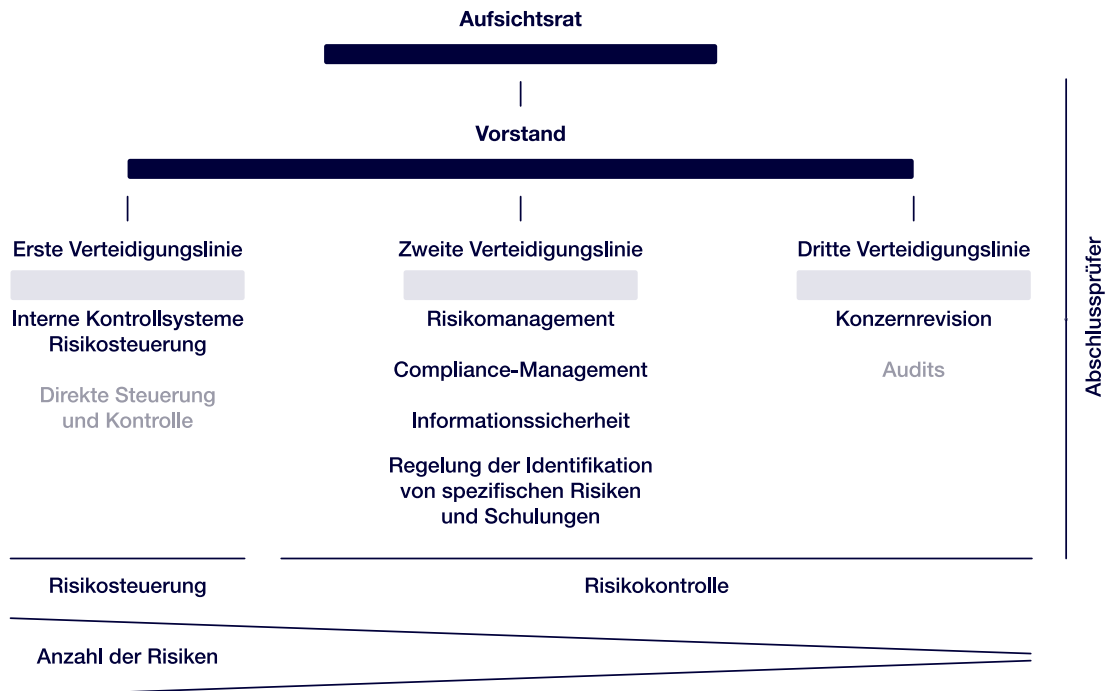 Aufsichtsrat
Vorstand
Erste Verteidigungslinie
Interne Kontrollsysteme
Risikosteuerung
Direkte Steuerung
und Kontrolle
Zweite Verteidigungslinie
Risikomanagement
Compliance-Management
Informationssicherheit
Regelung der Identifikation
von spezifischen Risiken
und Schulungen
Dritte Verteidigungslinie
Konzernrevision
Audits
Abschlussprüfer
Risikosteuerung
Risikokontrolle
Anzahl der Risiken